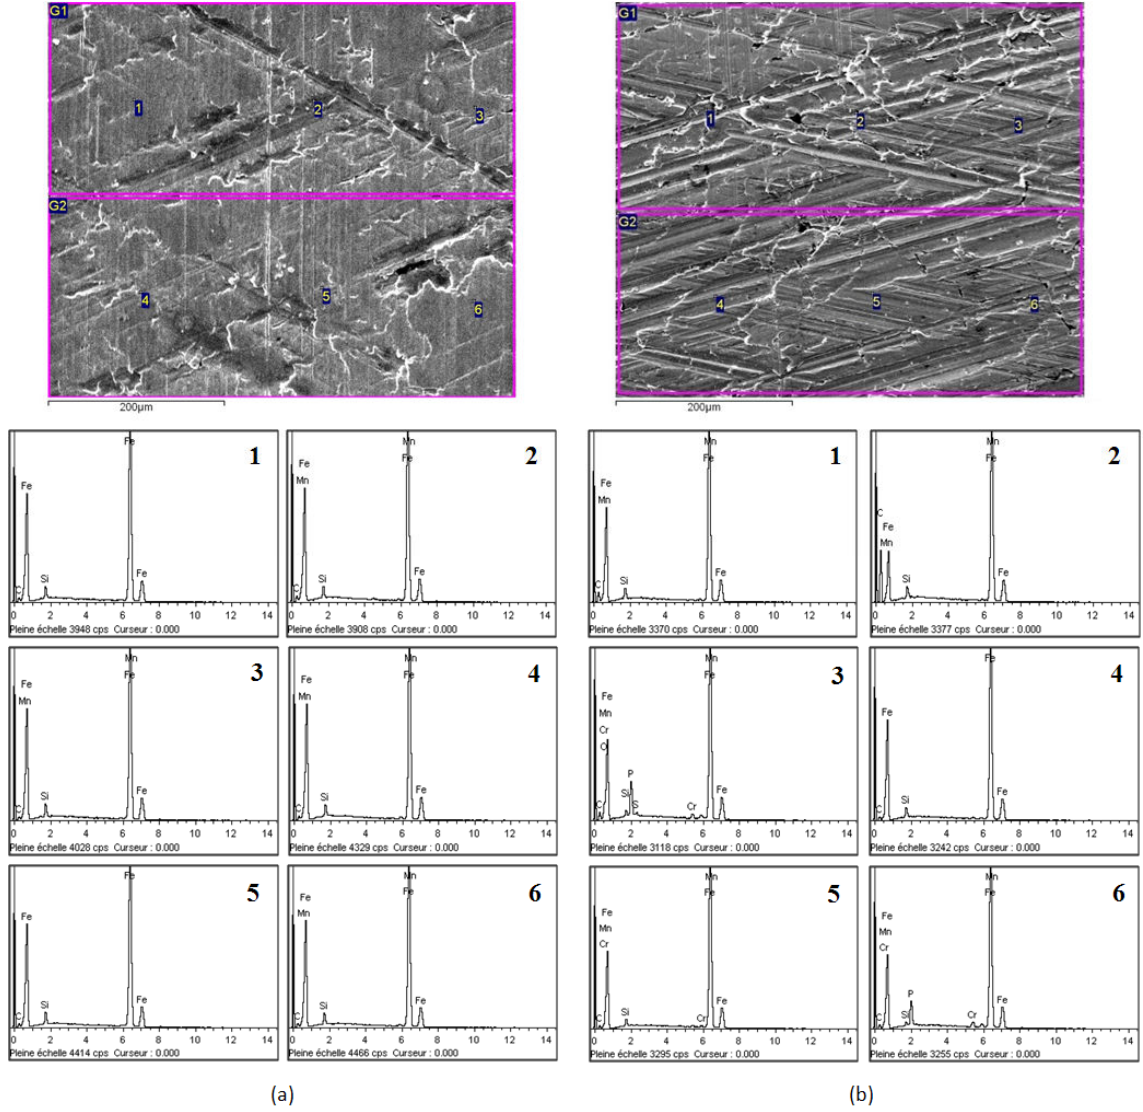 G1
1
2
3
G2
4
5
6
200µm
G1
1
2
3
G2
4
5
6
200µm
1
Fe
Fe
Si
Fe
C
0 2 4 6 8 10 12 14
Pleine échelle 3948 cps Curseur : 0.000
2
Mn
Fe
Fe
Mn
Si
Fe
C
0 2 4 6 8 10 12 14
Pleine échelle 3908 cps Curseur : 0.000
1
Mn
Fe
Fe
Mn
Si
Fe
C
0 2 4 6 8 10 12 14
Pleine échelle 3370 cps Curseur : 0.000
2
Mn
Fe
C
Fe
Mn
Si
Fe
0 2 4 6 8 10 12 14
Pleine échelle 3377 cps Curseur : 0.000
3
Mn
Fe
Fe
Mn
Si
Fe
C
0 2 4 6 8 10 12 14
Pleine échelle 4028 cps Curseur : 0.000
4
Mn
Fe
Fe
Mn
Si
Fe
C
0 2 4 6 8 10 12 14
Pleine échelle 4329 cps Curseur : 0.000
3
Mn
Fe
Fe
Mn
Cr
O
P
Si
S
C
Cr
Fe
0 2 4 6 8 10 12 14
Pleine échelle 3118 cps Curseur : 0.000
4
Fe
Fe
Si
Fe
C
0 2 4 6 8 10 12 14
Pleine échelle 3242 cps Curseur : 0.000
5
Fe
Fe
Si
Fe
C
0 2 4 6 8 10 12 14
Pleine échelle 4414 cps Curseur : 0.000
6
Mn
Fe
Fe
Mn
Si
Fe
C
0 2 4 6 8 10 12 14
Pleine échelle 4466 cps Curseur : 0.000
5
Mn
Fe
Fe
Mn
Cr
Si
Cr
Fe
C
0 2 4 6 8 10 12 14
Pleine échelle 3295 cps Curseur : 0.000
6
Mn
Fe
Fe
Mn
Cr
P
Si
Cr
Fe
C
0 2 4 6 8 10 12 14
Pleine échelle 3255 cps Curseur : 0.000
(a)
(b)